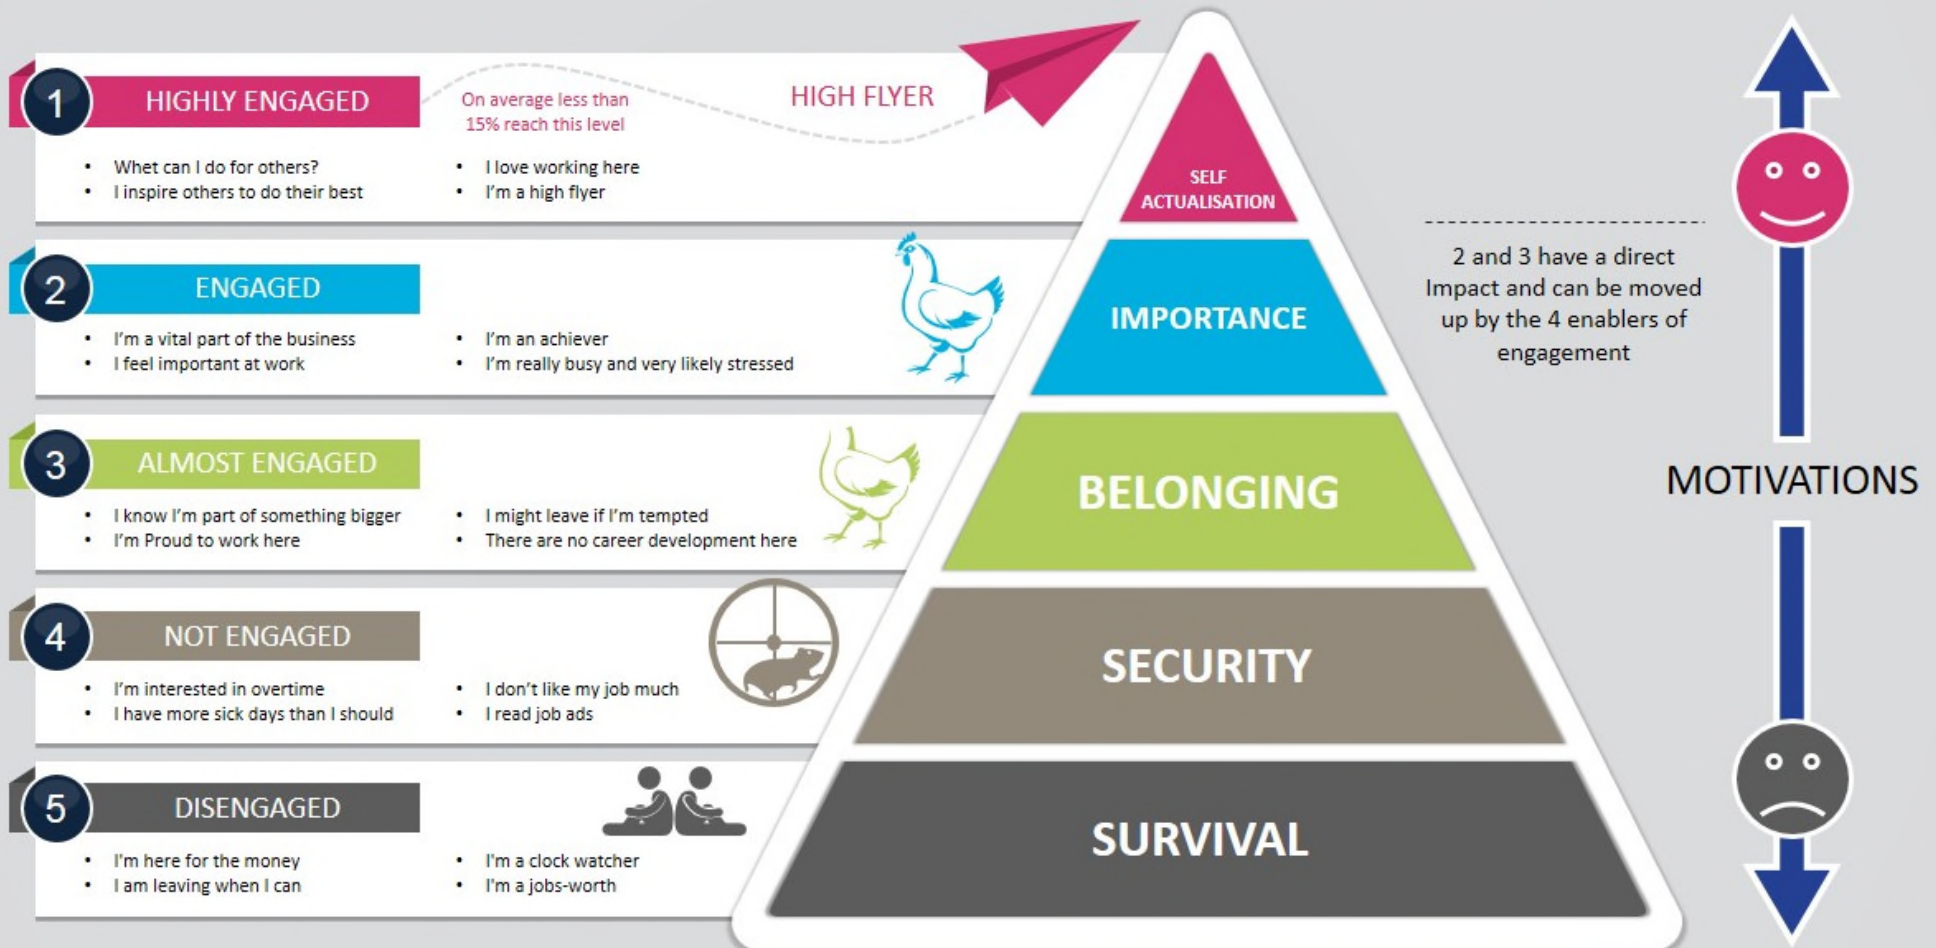 1
HIGHLY ENGAGED
On average less than
15% reach this level
HIGH FLYER
• Whet can I do for others?
• I inspire others to do their best
• I love working here
• I'm a high flyer
SELF
ACTUALISATION
2
ENGAGED
• I'm a vital part of the business
• I feel important at work
• I'm an achiever
• I'm really busy and very likely stressed
IMPORTANCE
2 and 3 have a direct
Impact and can be moved
up by the 4 enablers of
engagement
3
ALMOST ENGAGED
• I know I'm part of something bigger
• I'm Proud to work here
• I might leave if I'm tempted
• There are no career development here
BELONGING
MOTIVATIONS
4
NOT ENGAGED
• I'm interested in overtime
• I have more sick days than I should
• I don't like my job much
• I read job ads
SECURITY
5
DISENGAGED
• I'm here for the money
• I am leaving when I can
• I'm a clock watcher
• I'm a jobs-worth
SURVIVAL